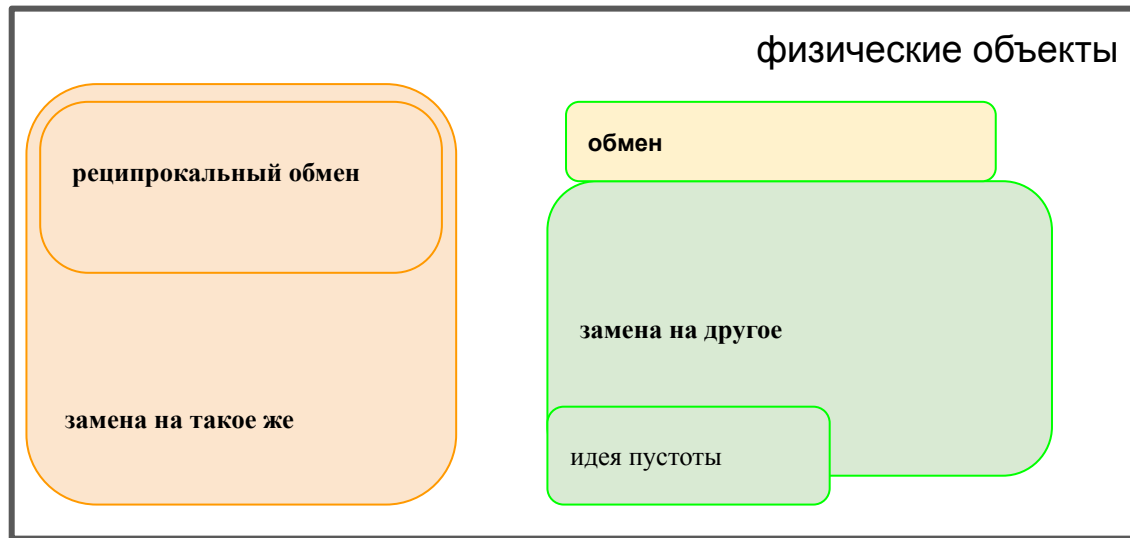 физические объекты
реципрокальный обмен
обмен
замена на другое
замена на такое же
идея пустоты